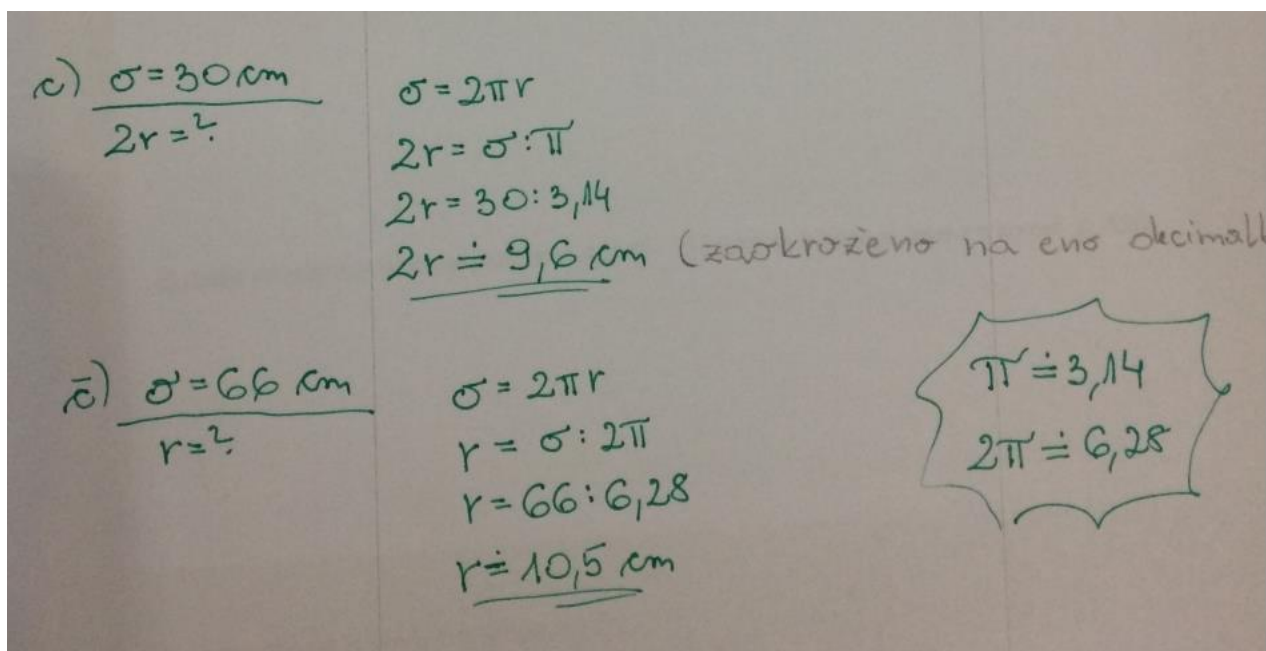 c) σ = 30 cm
2r = ?
σ = 2πr
2r = σ : π
2r = 30 : 3,14
2r ≐ 9,6 cm (zaokroženo na eno
č) σ = 66 cm
r = ?
σ = 2πr
r = σ : 2π
r = 66 : 6,28
r ≐ 10,5 cm
π ≐ 3,14
2π ≐ 6,28